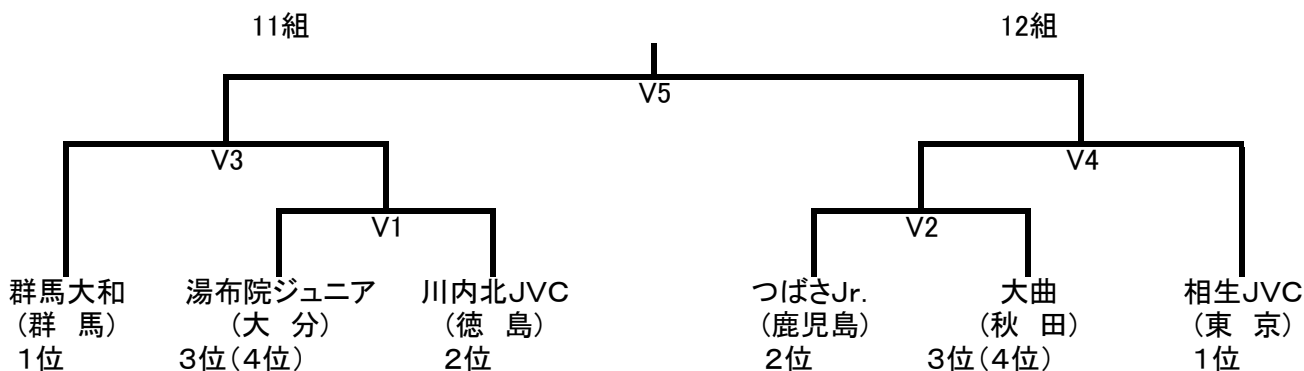 11組 12組
V5
V3 V4
V1 V2
群馬大和 湯布院ジュニア 川内北JVC つばさJr. 大曲 相生JVC
(群 馬) (大 分) (徳 島) (鹿児島) (秋 田) (東 京)
1位 3位(4位) 2位 2位 3位(4位) 1位